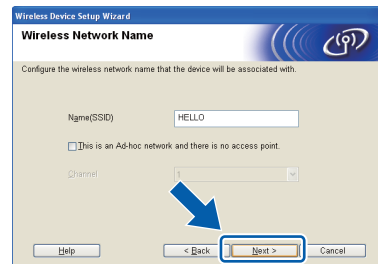 Wireless Device Setup Wizard
Wireless Network Name
Configure the wireless network name that the device will be associated with.
Name(SSID) HELLO
This is an Ad-hoc network and there is no access point.
Channel 1
Help < Back Next > Cancel